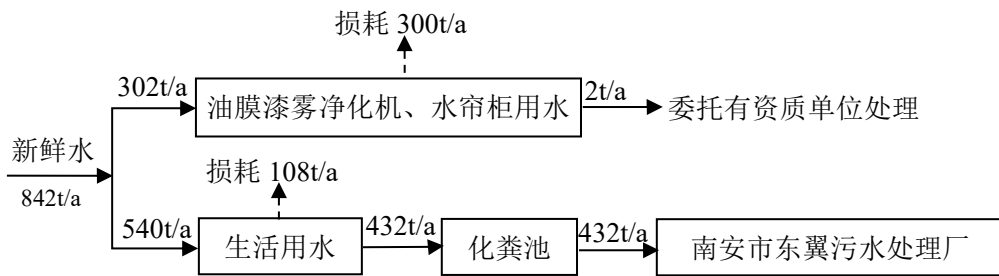 损耗 300t/a
302t/a
油膜漆雾净化机、水帘柜用水
2t/a
委托有资质单位处理
新鲜水
842t/a
损耗 108t/a
540t/a
生活用水
432t/a
化粪池
432t/a
南安市东翼污水处理厂